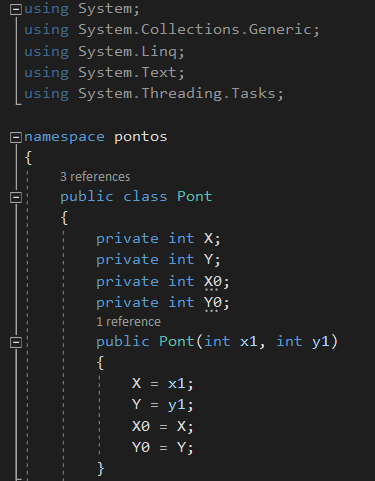 using System;
using System.Collections.Generic;
using System.Linq;
using System.Text;
using System.Threading.Tasks;
namespace pontos
{
3 references
public class Pont
{
private int X;
private int Y;
private int X0;
private int Y0;
1 reference
public Pont(int x1, int y1)
{
X = x1;
Y = y1;
X0 = X;
Y0 = Y;
}